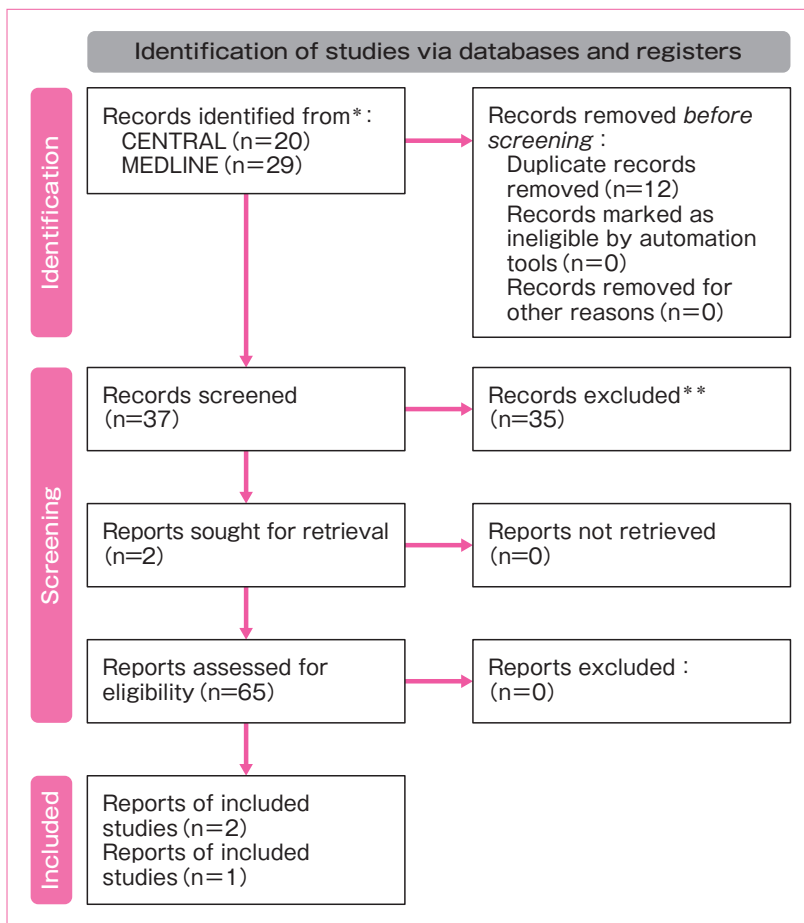 Identification of studies via databases and registers
Identification
Records identified from*:
CENTRAL (n=20)
MEDLINE (n=29)
Records removed before
screening :
Duplicate records
removed (n=12)
Records marked as
ineligible by automation
tools (n=0)
Records removed for
other reasons (n=0)
Screening
Records screened
(n=37)
Records excluded**
(n=35)
Reports sought for retrieval
(n=2)
Reports not retrieved
(n=0)
Reports assessed for
eligibility (n=65)
Reports excluded :
(n=0)
Included
Reports of included
studies (n=2)
Reports of included
studies (n=1)